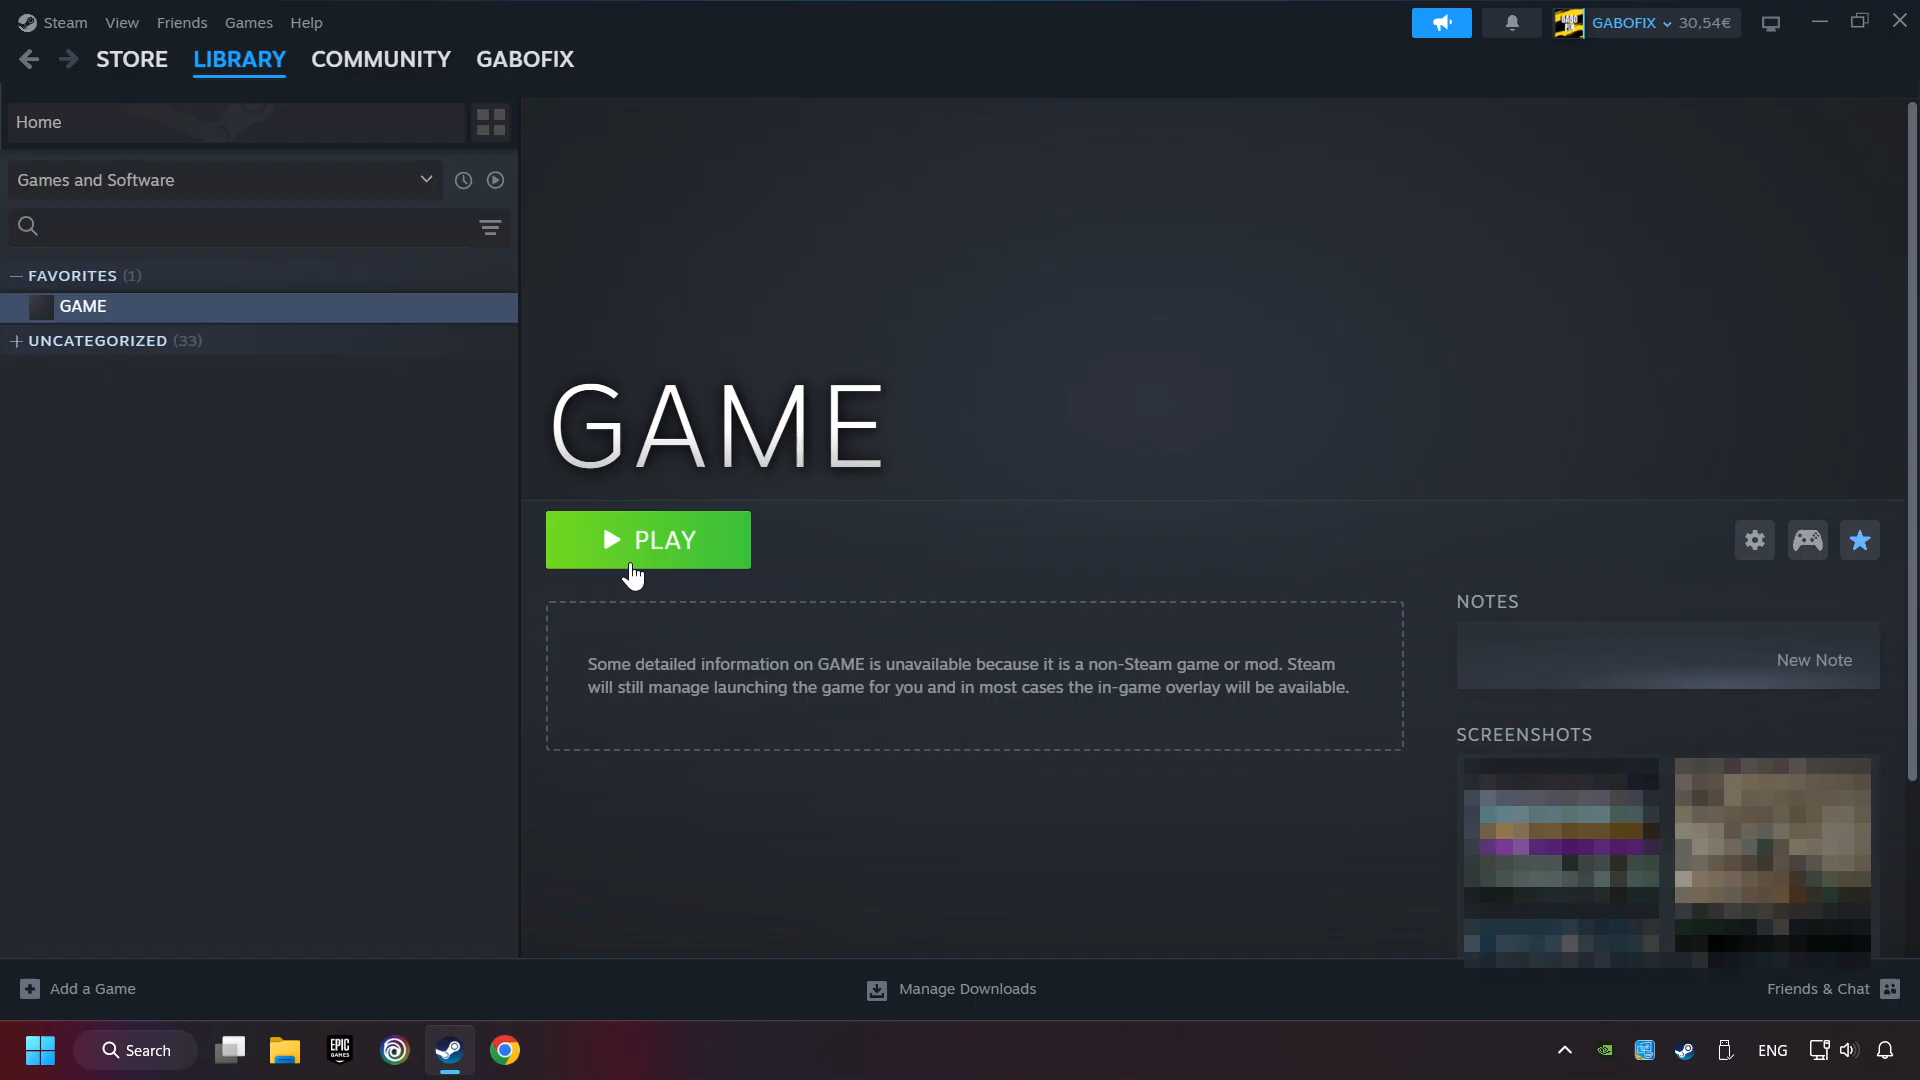 Steam View Friends Games Help
GABOFIX 30,54€
STORE LIBRARY COMMUNITY GABOFIX
Home
Games and Software
— FAVORITES (1)
GAME
+ UNCATEGORIZED (33)
GAME
PLAY
Some detailed information on GAME is unavailable because it is a non-Steam game or mod. Steam
will still manage launching the game for you and in most cases the in-game overlay will be available.
NOTES
New Note
SCREENSHOTS
Add a Game
Manage Downloads
Friends & Chat
Search
EPIC
GAMES
ENG